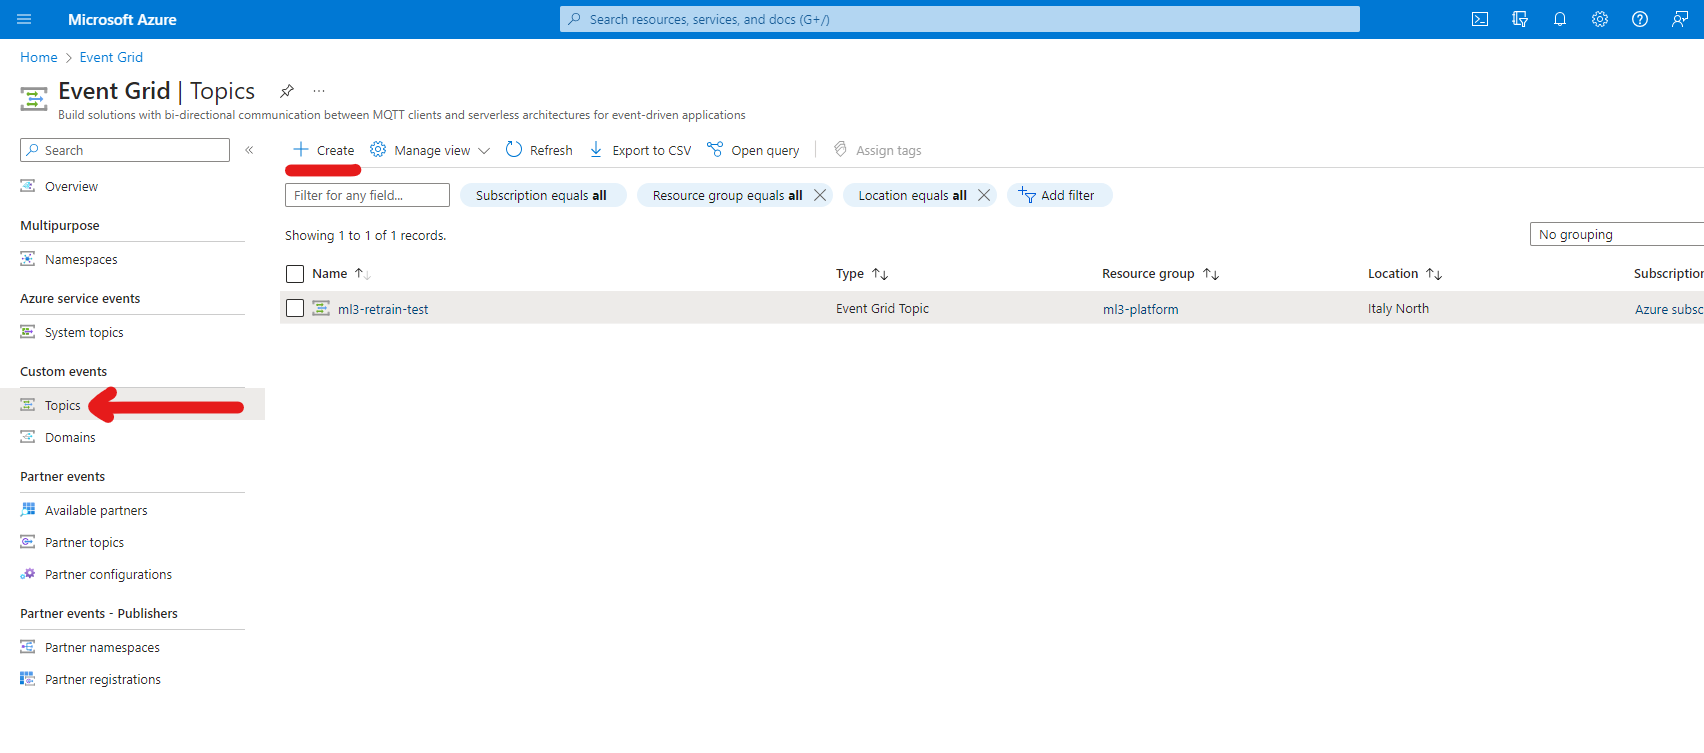 Microsoft Azure
Search resources, services, and docs (G+/)
Home > Event Grid
Event Grid | Topics ...
Build solutions with bi-directional communication between MQTT clients and serverless architectures for event-driven applications
Search «
Create Manage view Refresh Export to CSV Open query Assign tags
Overview
Filter for any field... Subscription equals all Resource group equals all Location equals all Add filter
Multipurpose
Showing 1 to 1 of 1 records. No grouping
Namespaces
Name Type Resource group Location Subscription
Azure service events
ml3-retrain-test Event Grid Topic ml3-platform Italy North Azure subsc
System topics
Custom events
Topics
Domains
Partner events
Available partners
Partner topics
Partner configurations
Partner events - Publishers
Partner namespaces
Partner registrations